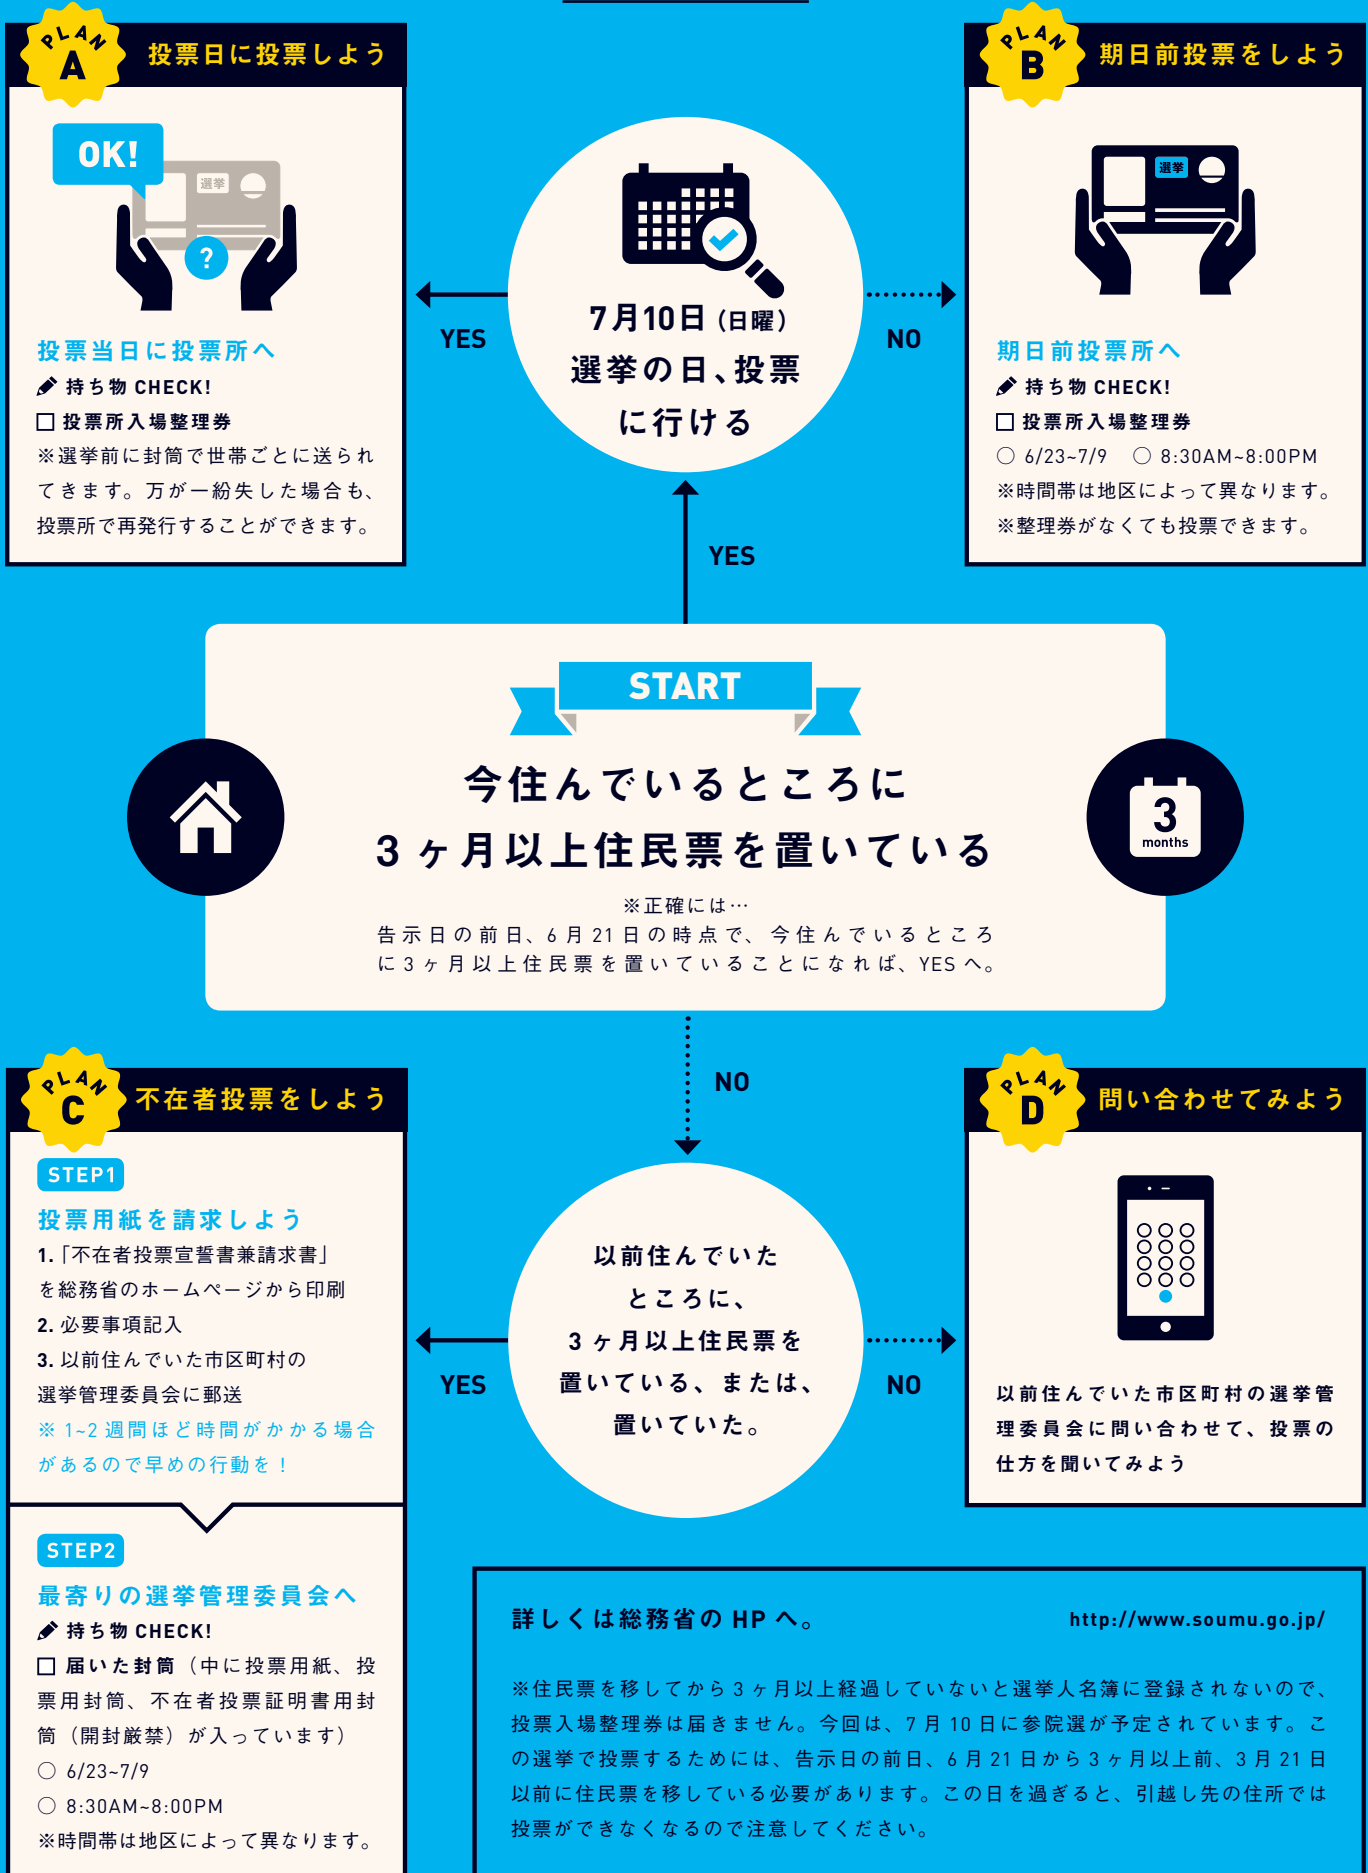 PLAN
A
投票日に投票しよう
OK!
選挙
?
投票当日に投票所へ
持ち物 CHECK!
□ 投票所入場整理券
※選挙前に封筒で世帯ごとに送られ
てきます。万が一紛失した場合も、
投票所で再発行することができます。
YES
7月10日(日曜)
選挙の日、投票
に行ける
NO
PLAN
B
期日前投票をしよう
選挙
期日前投票所へ
持ち物 CHECK!
□ 投票所入場整理券
○ 6/23~7/9 ○ 8:30AM~8:00PM
※時間帯は地区によって異なります。
※整理券がなくても投票できます。
YES
START
今住んでいるところに
3ヶ月以上住民票を置いている
※正確には…
告示日の前日、6月21日の時点で、今住んでいるところ
に3ヶ月以上住民票を置いていることになれば、YESへ。
3
months
NO
PLAN
C
不在者投票をしよう
STEP1
投票用紙を請求しよう
1.「不在者投票宣誓書兼請求書」
を総務省のホームページから印刷
2. 必要事項記入
3. 以前住んでいた市区町村の
選挙管理委員会に郵送
※1~2週間ほど時間がかかる場合
があるので早めの行動を!
STEP2
最寄りの選挙管理委員会へ
持ち物 CHECK!
□ 届いた封筒(中に投票用紙、投
票用封筒、不在者投票証明書用封
筒(開封厳禁)が入っています)
○ 6/23~7/9
○ 8:30AM~8:00PM
※時間帯は地区によって異なります。
YES
以前住んでいた
ところに、
3ヶ月以上住民票を
置いている、または、
置いていた。
NO
PLAN
D
問い合わせてみよう
以前住んでいた市区町村の選挙管
理委員会に問い合わせて、投票の
仕方を聞いてみよう
詳しくは総務省の HP へ。 http://www.soumu.go.jp/
※住民票を移してから3ヶ月以上経過していないと選挙人名簿に登録されないので、
投票入場整理券は届きません。今回は、7月10日に参院選が予定されています。こ
の選挙で投票するためには、告示日の前日、6月21日から3ヶ月以上前、3月21日
以前に住民票を移している必要があります。この日を過ぎると、引越し先の住所では
投票ができなくなるので注意してください。